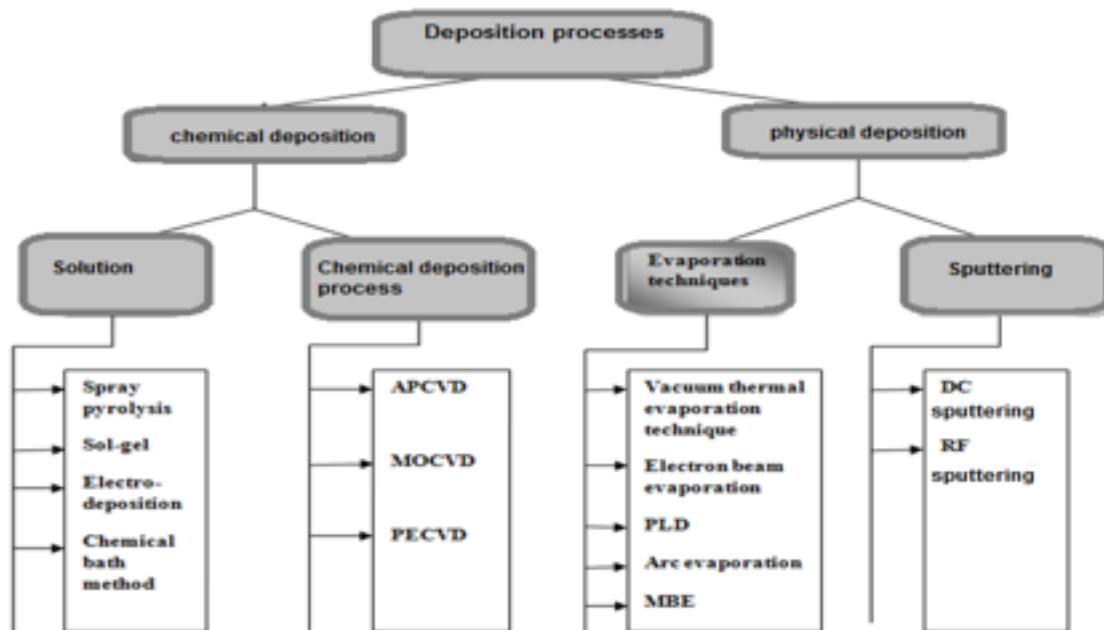 Deposition processes
chemical deposition
physical deposition
Solution
Chemical deposition
process
Evaporation
techniques
Sputtering
Spray
pyrolysis
Sol-gel
Electro-
deposition
Chemical
bath
method
APCVD
MOCVD
PECVD
Vacuum thermal
evaporation
technique
Electron beam
evaporation
PLD
Arc evaporation
MBE
DC
sputtering
RF
sputtering